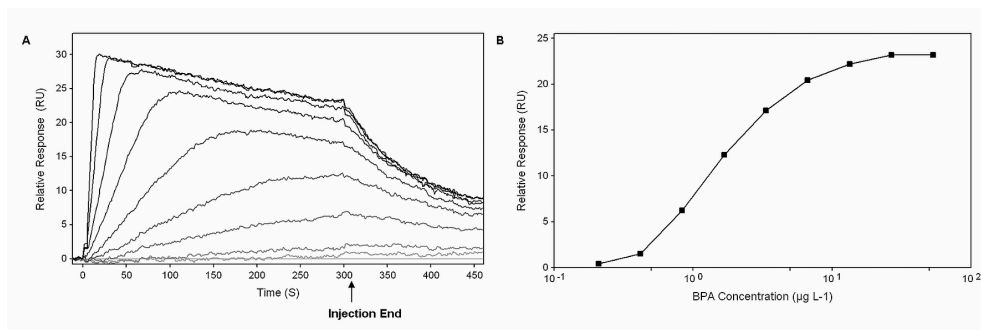 A
Relative Response (RU)
30
25
20
15
10
5
0
0 50 100 150 200 250 300 350 400 450
Time (S)
Injection End
B
Relative Response (RU)
25
20
15
10
5
0
10-1 100 101 102
BPA Concentration (µg L-1)